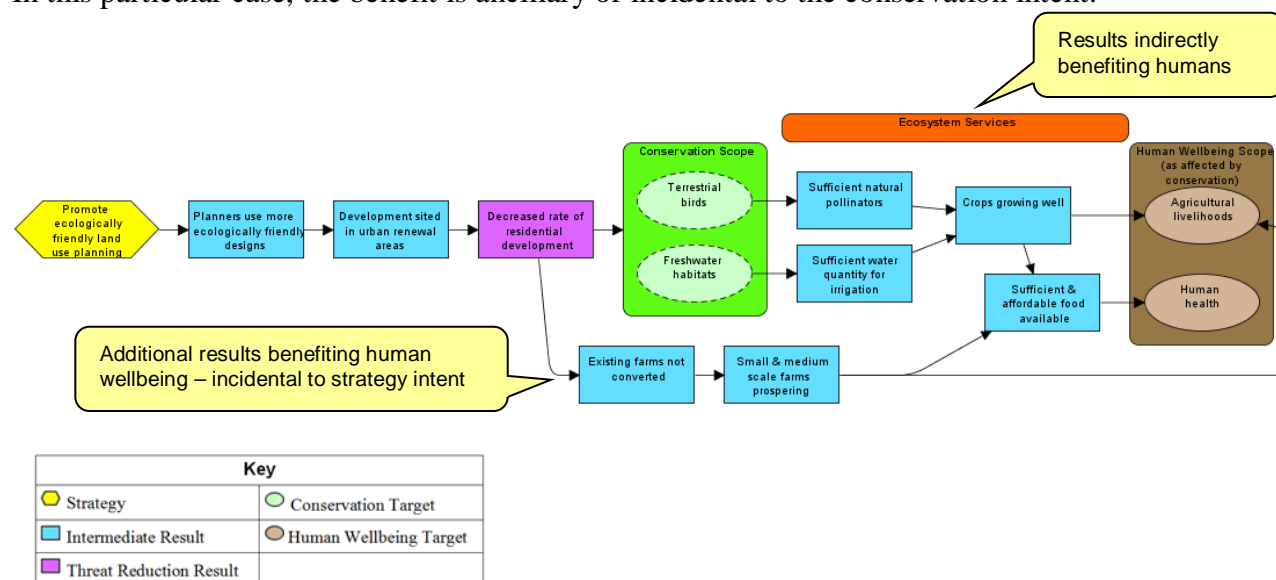 In this particular case, the benefit is ancillary or incidental to the conservation intent.
Results indirectly
benefiting humans
Ecosystem Services
Conservation Scope
Human Wellbeing Scope
(as affected by
conservation)
Terrestrial
birds
Sufficient natural
pollinators
Crops growing well
Agricultural
livelihoods
Promote
ecologically
friendly land
use planning
Planners use more
ecologically friendly
designs
Development sited
in urban renewal
areas
Decreased rate of
residential
development
Freshwater
habitats
Sufficient water
quantity for
irrigation
Sufficient &
affordable food
available
Human
health
Additional results benefiting human
wellbeing – incidental to strategy intent
Existing farms not
converted
Small & medium
scale farms
prospering
Key
Strategy
Conservation Target
Intermediate Result
Human Wellbeing Target
Threat Reduction Result